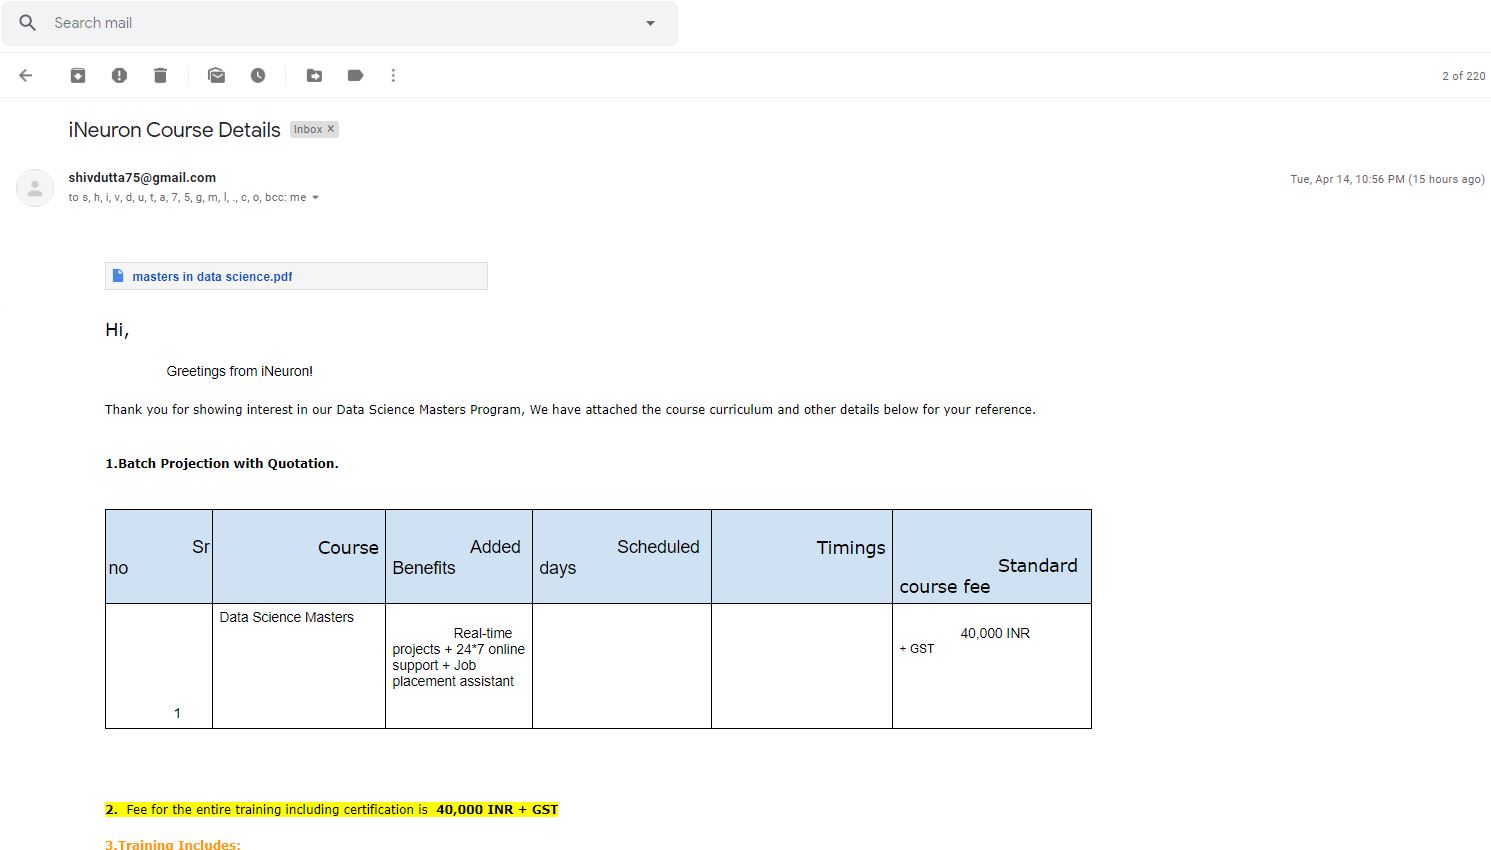 Search mail
2 of 220
iNeuron Course Details Inbox ×
shivdutta75@gmail.com
Tue, Apr 14, 10:56 PM (15 hours ago)
to s, h, i, v, d, u, t, a, 7, 5, g, m, l, ., c, o, bcc: me
masters in data science.pdf
Hi,
Greetings from iNeuron!
Thank you for showing interest in our Data Science Masters Program, We have attached the course curriculum and other details below for your reference.
1.Batch Projection with Quotation.
Sr
no
Course
Added
Benefits
Scheduled
days
Timings
Standard
course fee
1
Data Science Masters
Real-time
projects + 24*7 online
support + Job
placement assistant
40,000 INR
+ GST
2. Fee for the entire training including certification is 40,000 INR + GST
3.Training Includes: